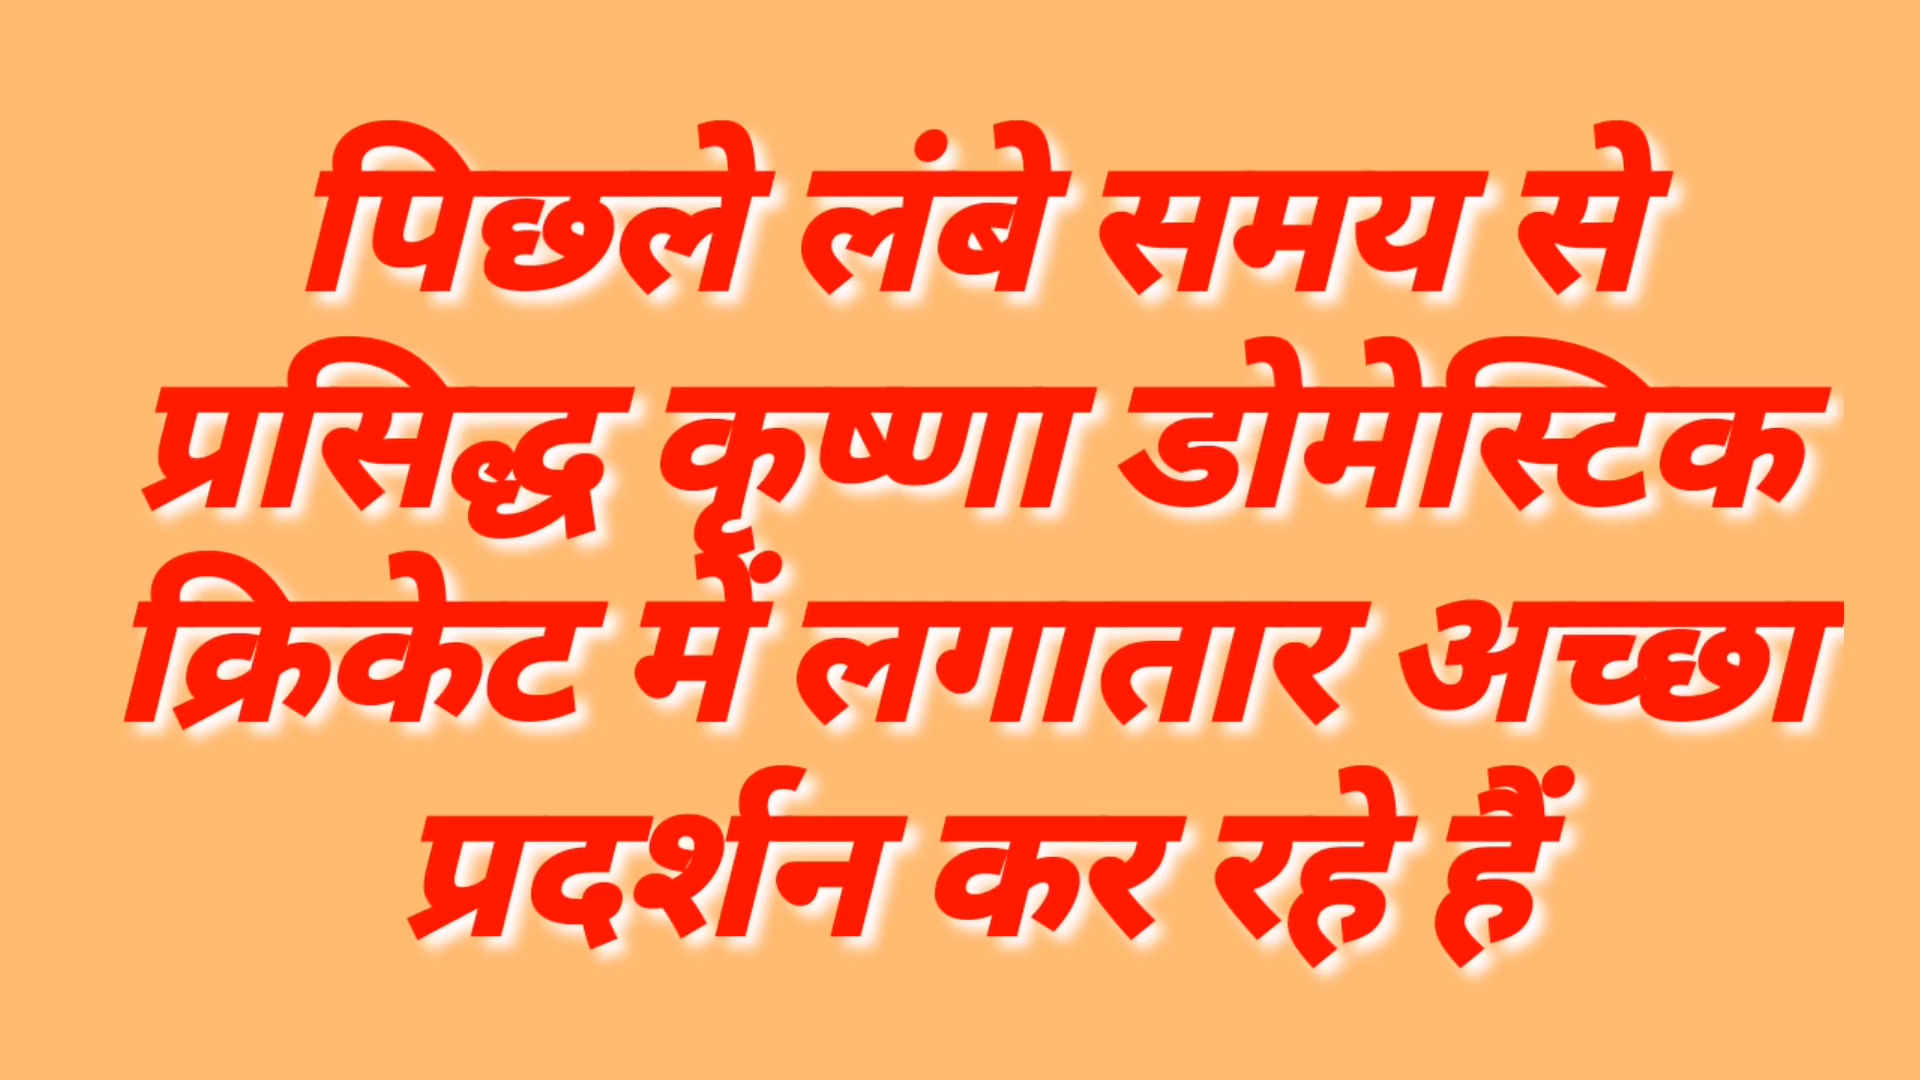 पिछले लंबे समय से
प्रसिद्ध कृष्णा डोमेस्टिक
क्रिकेट में लगातार अच्छा
प्रदर्शन कर रहे हैं